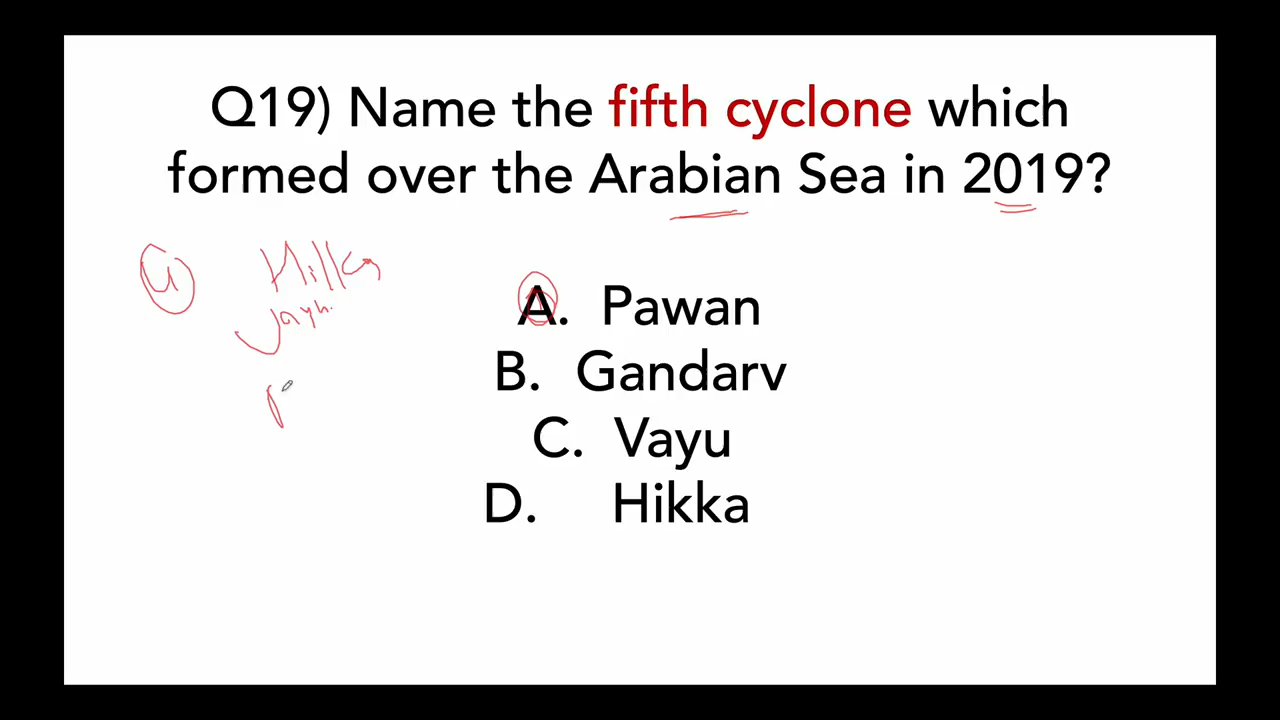 Q19) Name the fifth cyclone which
formed over the Arabian Sea in 2019?
A. Pawan
B. Gandarv
C. Vayu
D. Hikka